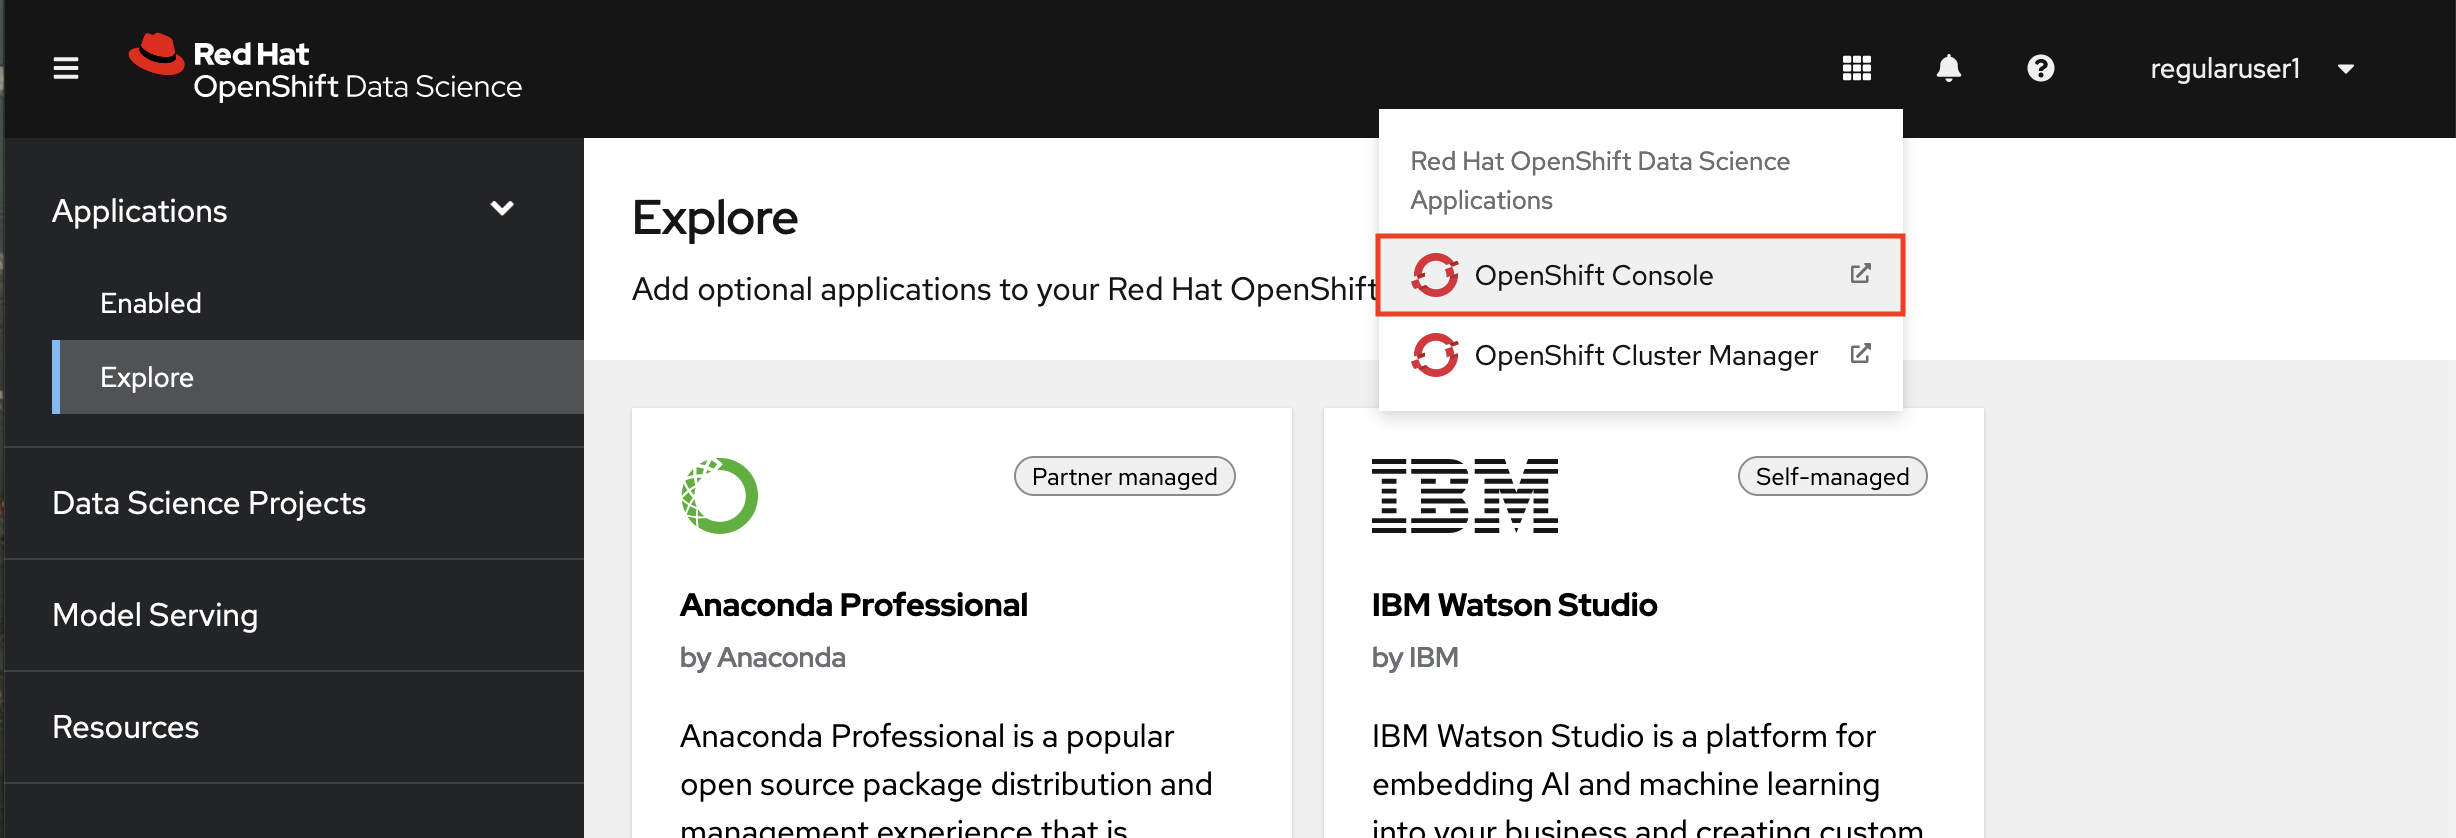 Red Hat
OpenShift Data Science
regularuser1
Applications
Enabled
Explore
Data Science Projects
Model Serving
Resources
Explore
Add optional applications to your Red Hat OpenShift
Red Hat OpenShift Data Science
Applications
OpenShift Console
OpenShift Cluster Manager
Partner managed
Anaconda Professional
by Anaconda
Anaconda Professional is a popular
open source package distribution and
management experience that is
IBM
Self-managed
IBM Watson Studio
by IBM
IBM Watson Studio is a platform for
embedding AI and machine learning
into your business and creating custom